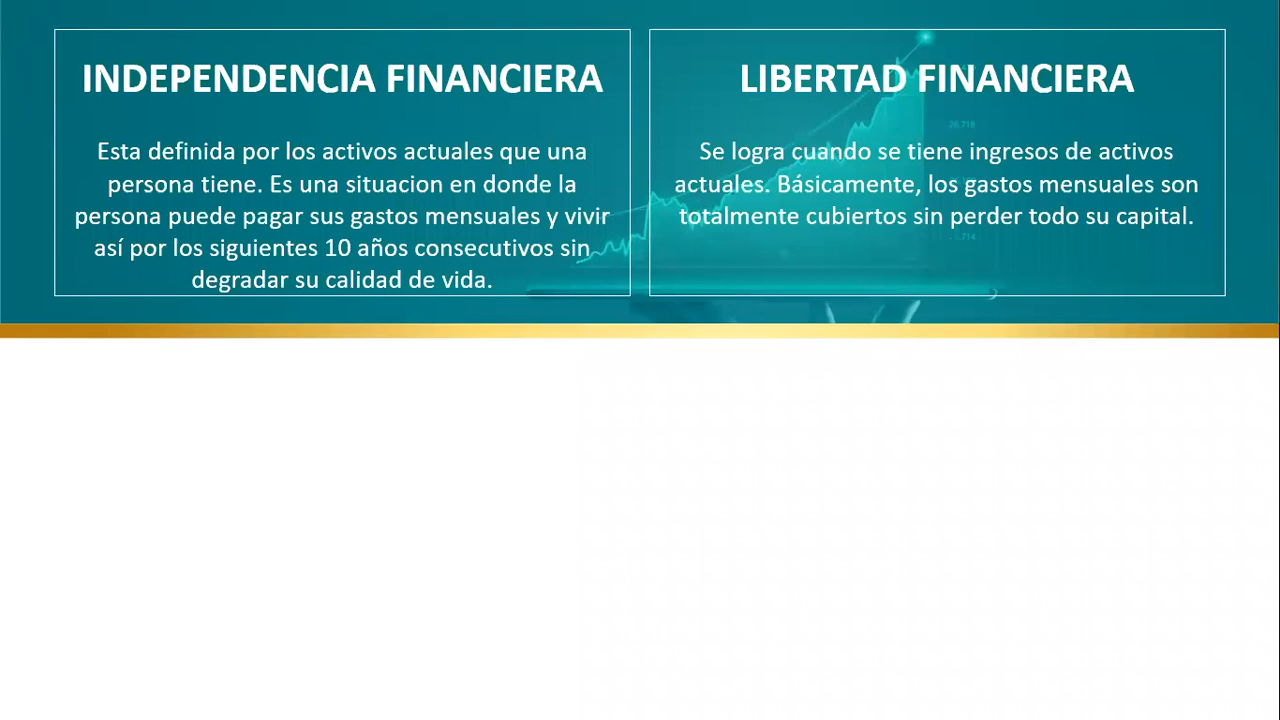 INDEPENDENCIA FINANCIERA
Esta definida por los activos actuales que una
persona tiene. Es una situacion en donde la
persona puede pagar sus gastos mensuales y vivir
así por los siguientes 10 años consecutivos sin
degradar su calidad de vida.
LIBERTAD FINANCIERA
Se logra cuando se tiene ingresos de activos
actuales. Básicamente, los gastos mensuales son
totalmente cubiertos sin perder todo su capital.
26.718